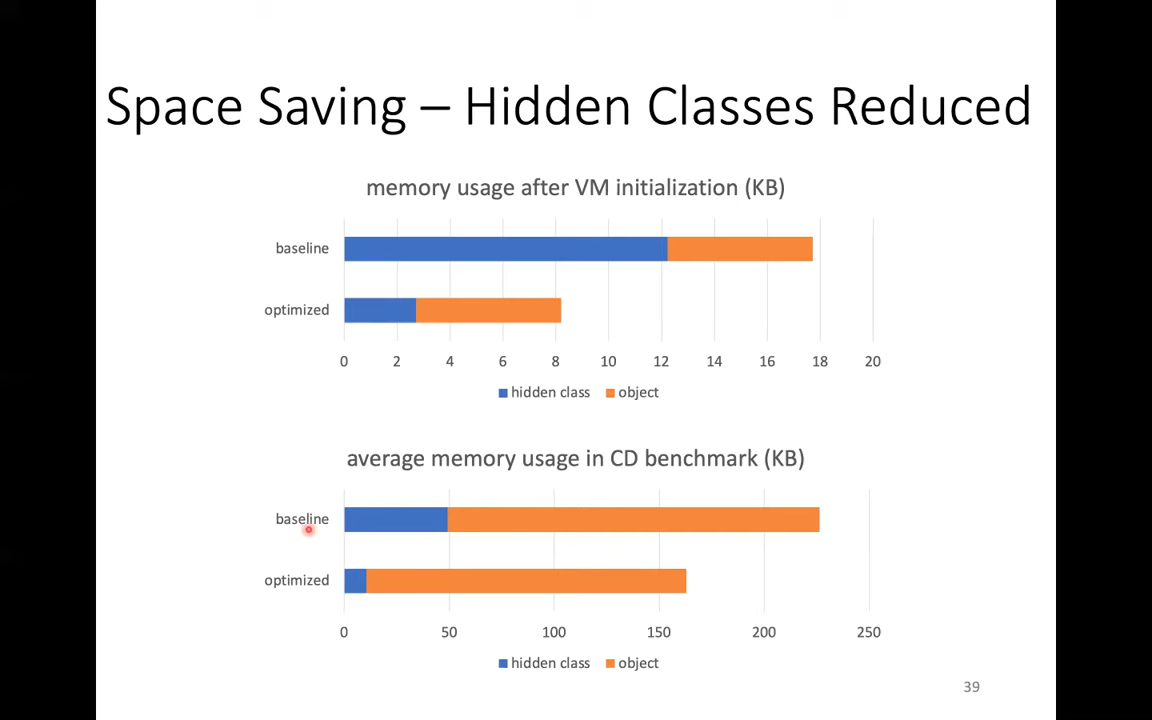 Space Saving – Hidden Classes Reduced
memory usage after VM initialization (KB)
baseline
optimized
0 2 4 6 8 10 12 14 16 18 20
hidden class object
average memory usage in CD benchmark (KB)
baseline
optimized
0 50 100 150 200 250
hidden class object
39